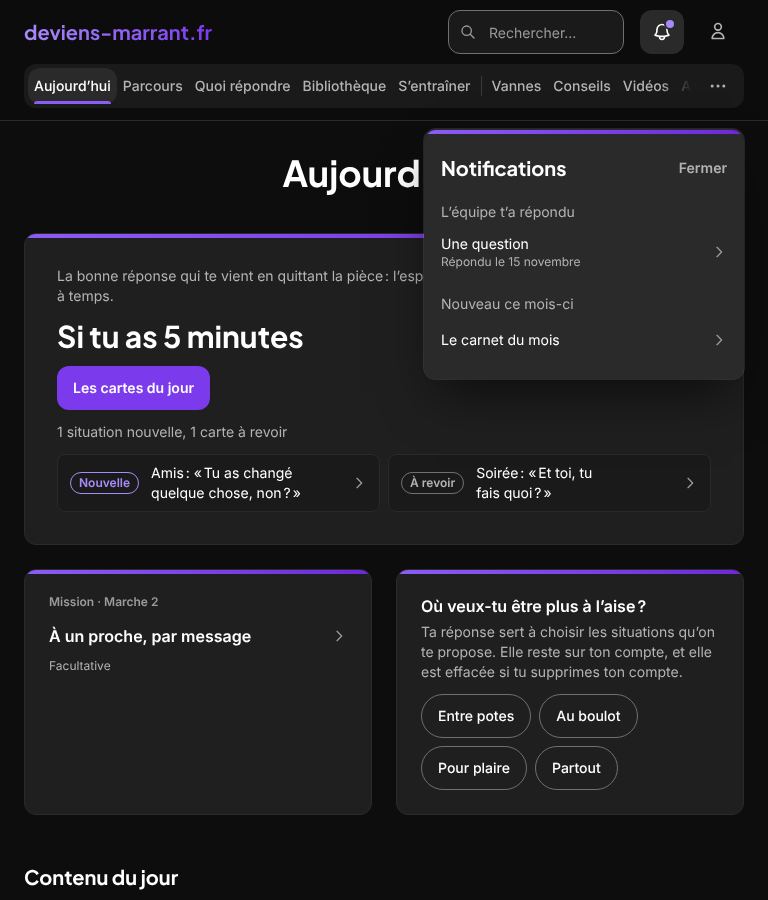 deviens-marrant.fr
Rechercher…
Aujourd’hui Parcours Quoi répondre Bibliothèque S’entraîner Vannes Conseils Vidéos
Notifications
Fermer
L’équipe t’a répondu
Une question
Répondu le 15 novembre
Nouveau ce mois-ci
Le carnet du mois
Aujourd
La bonne réponse qui te vient en quittant la pièce : l’esp
à temps.
Si tu as 5 minutes
Les cartes du jour
1 situation nouvelle, 1 carte à revoir
Nouvelle
Amis : « Tu as changé
quelque chose, non ? »
À revoir
Soirée : « Et toi, tu
fais quoi ? »
Mission · Marche 2
À un proche, par message
Facultative
Où veux-tu être plus à l’aise ?
Ta réponse sert à choisir les situations qu’on
te propose. Elle reste sur ton compte, et elle
est effacée si tu supprimes ton compte.
Entre potes
Au boulot
Pour plaire
Partout
Contenu du jour